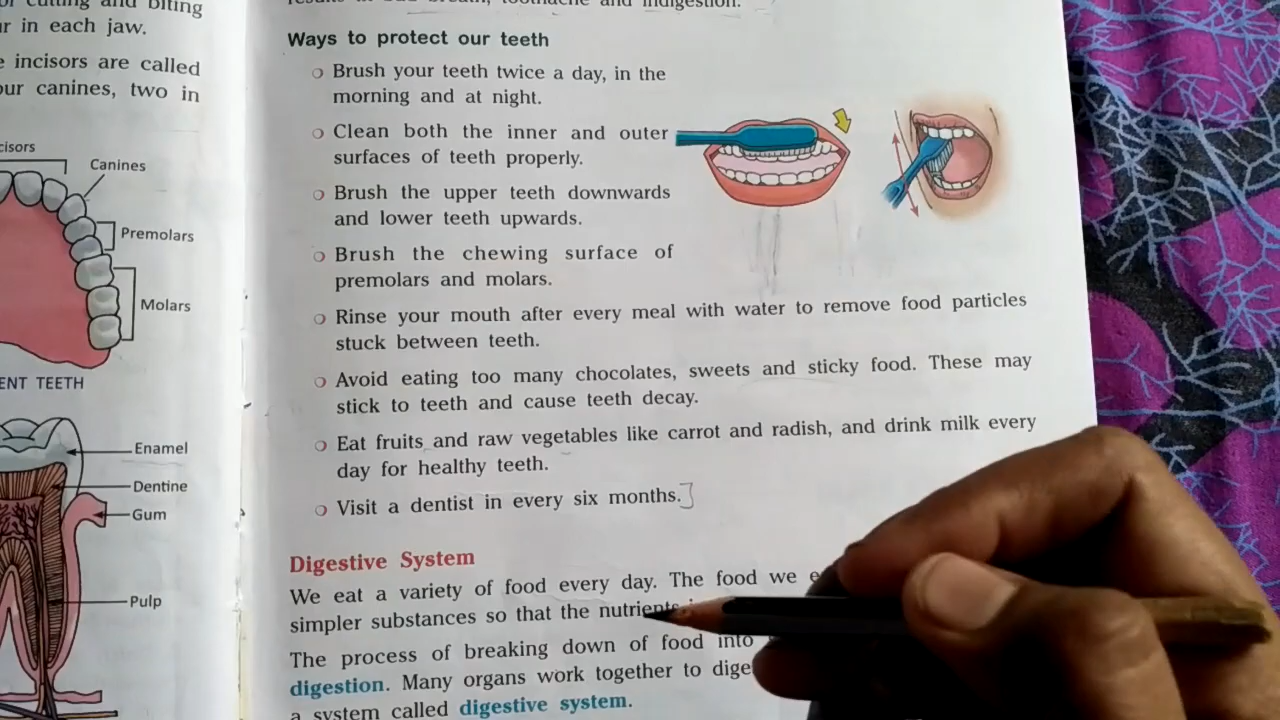 cutting and biting
in each jaw.
incisors are called
our canines, two in
Canines
Premolars
Molars
TEETH
Enamel
Dentine
Gum
Pulp
toothache and indigestion.
Ways to protect our teeth
Brush your teeth twice a day, in the
morning and at night.
Clean both the inner and outer
surfaces of teeth properly.
Brush the upper teeth downwards
and lower teeth upwards.
Brush the chewing surface of
premolars and molars.
Rinse your mouth after every meal with water to remove food particles
stuck between teeth.
Avoid eating too many chocolates, sweets and sticky food. These may
stick to teeth and cause teeth decay.
Eat fruits and raw vegetables like carrot and radish, and drink milk every
day for healthy teeth.
Visit a dentist in every six months.
Digestive System
We eat a variety of food every day. The food we
simpler substances so that the nutrients
The process of breaking down of food into
digestion. Many organs work together to
a system called digestive system.